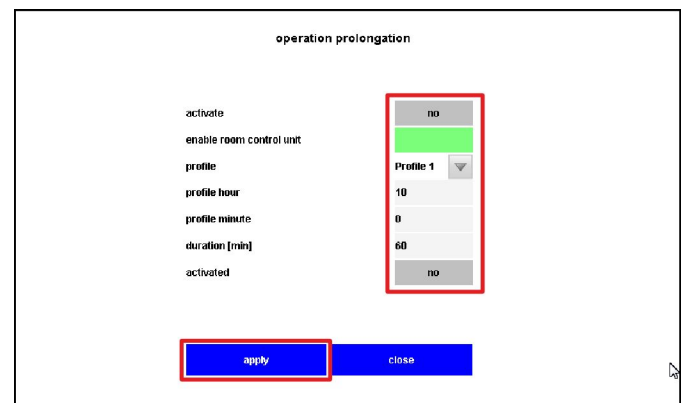 operation prolongation
activate no
enable room control unit
profile Profile 1
profile hour 10
profile minute 0
duration [min] 60
activated no
apply close